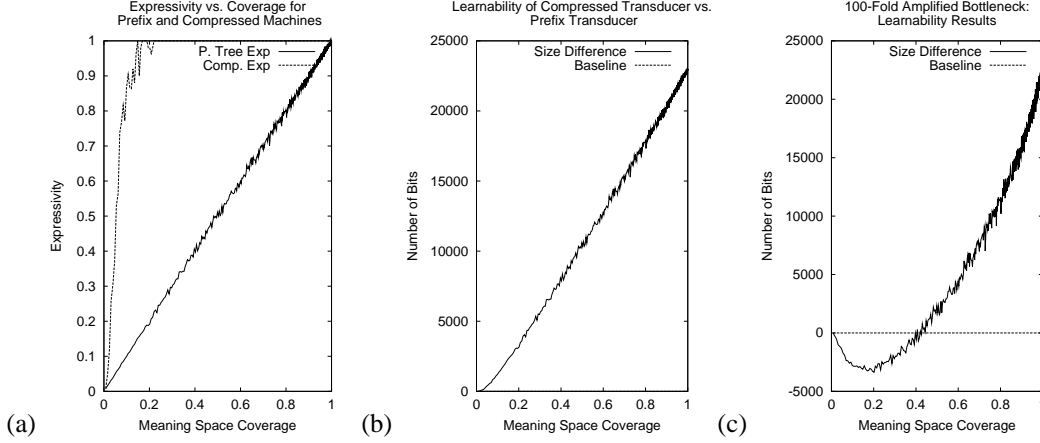 Expressivity vs. Coverage for
Prefix and Compressed Machines
P. Tree Exp
Comp. Exp
1
0.9
0.8
0.7
0.6
0.5
0.4
0.3
0.2
0.1
0
Expressivity
0 0.2 0.4 0.6 0.8 1
Meaning Space Coverage
(a)
Learnability of Compressed Transducer vs.
Prefix Transducer
Size Difference
Baseline
25000
20000
15000
10000
5000
0
Number of Bits
0 0.2 0.4 0.6 0.8 1
Meaning Space Coverage
(b)
100-Fold Amplified Bottleneck:
Learnability Results
Size Difference
Baseline
25000
20000
15000
10000
5000
0
-5000
Number of Bits
0 0.2 0.4 0.6 0.8 1
Meaning Space Coverage
(c)